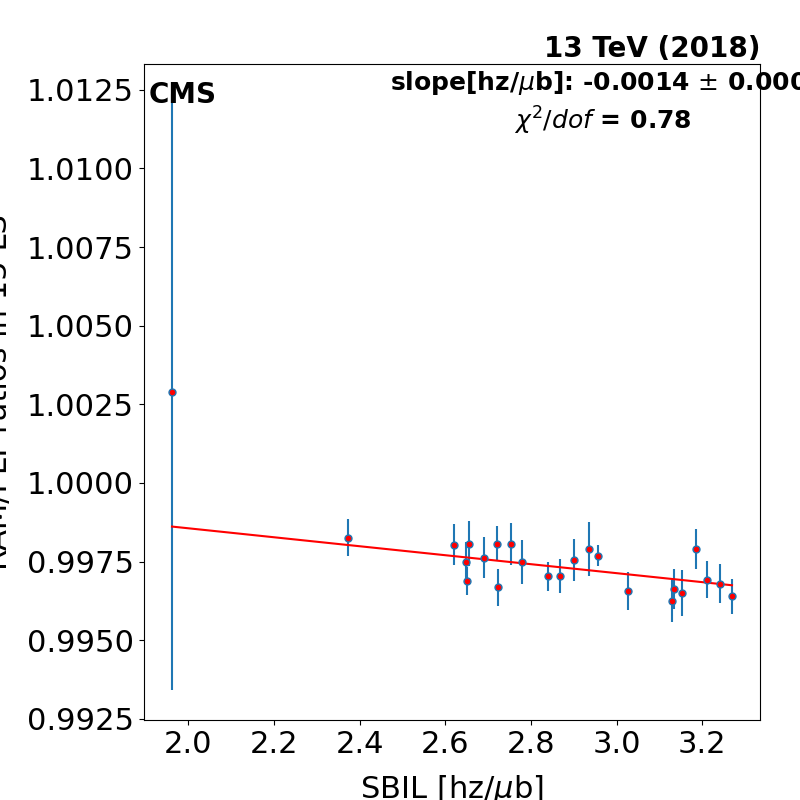 13 TeV (2018)
CMS
slope[hz/μb]: -0.0014 ± 0.000
χ²/dof = 0.78
1.0125
1.0100
1.0075
1.0050
1.0025
1.0000
0.9975
0.9950
0.9925
2.0 2.2 2.4 2.6 2.8 3.0 3.2
SBIL [hz/μb]